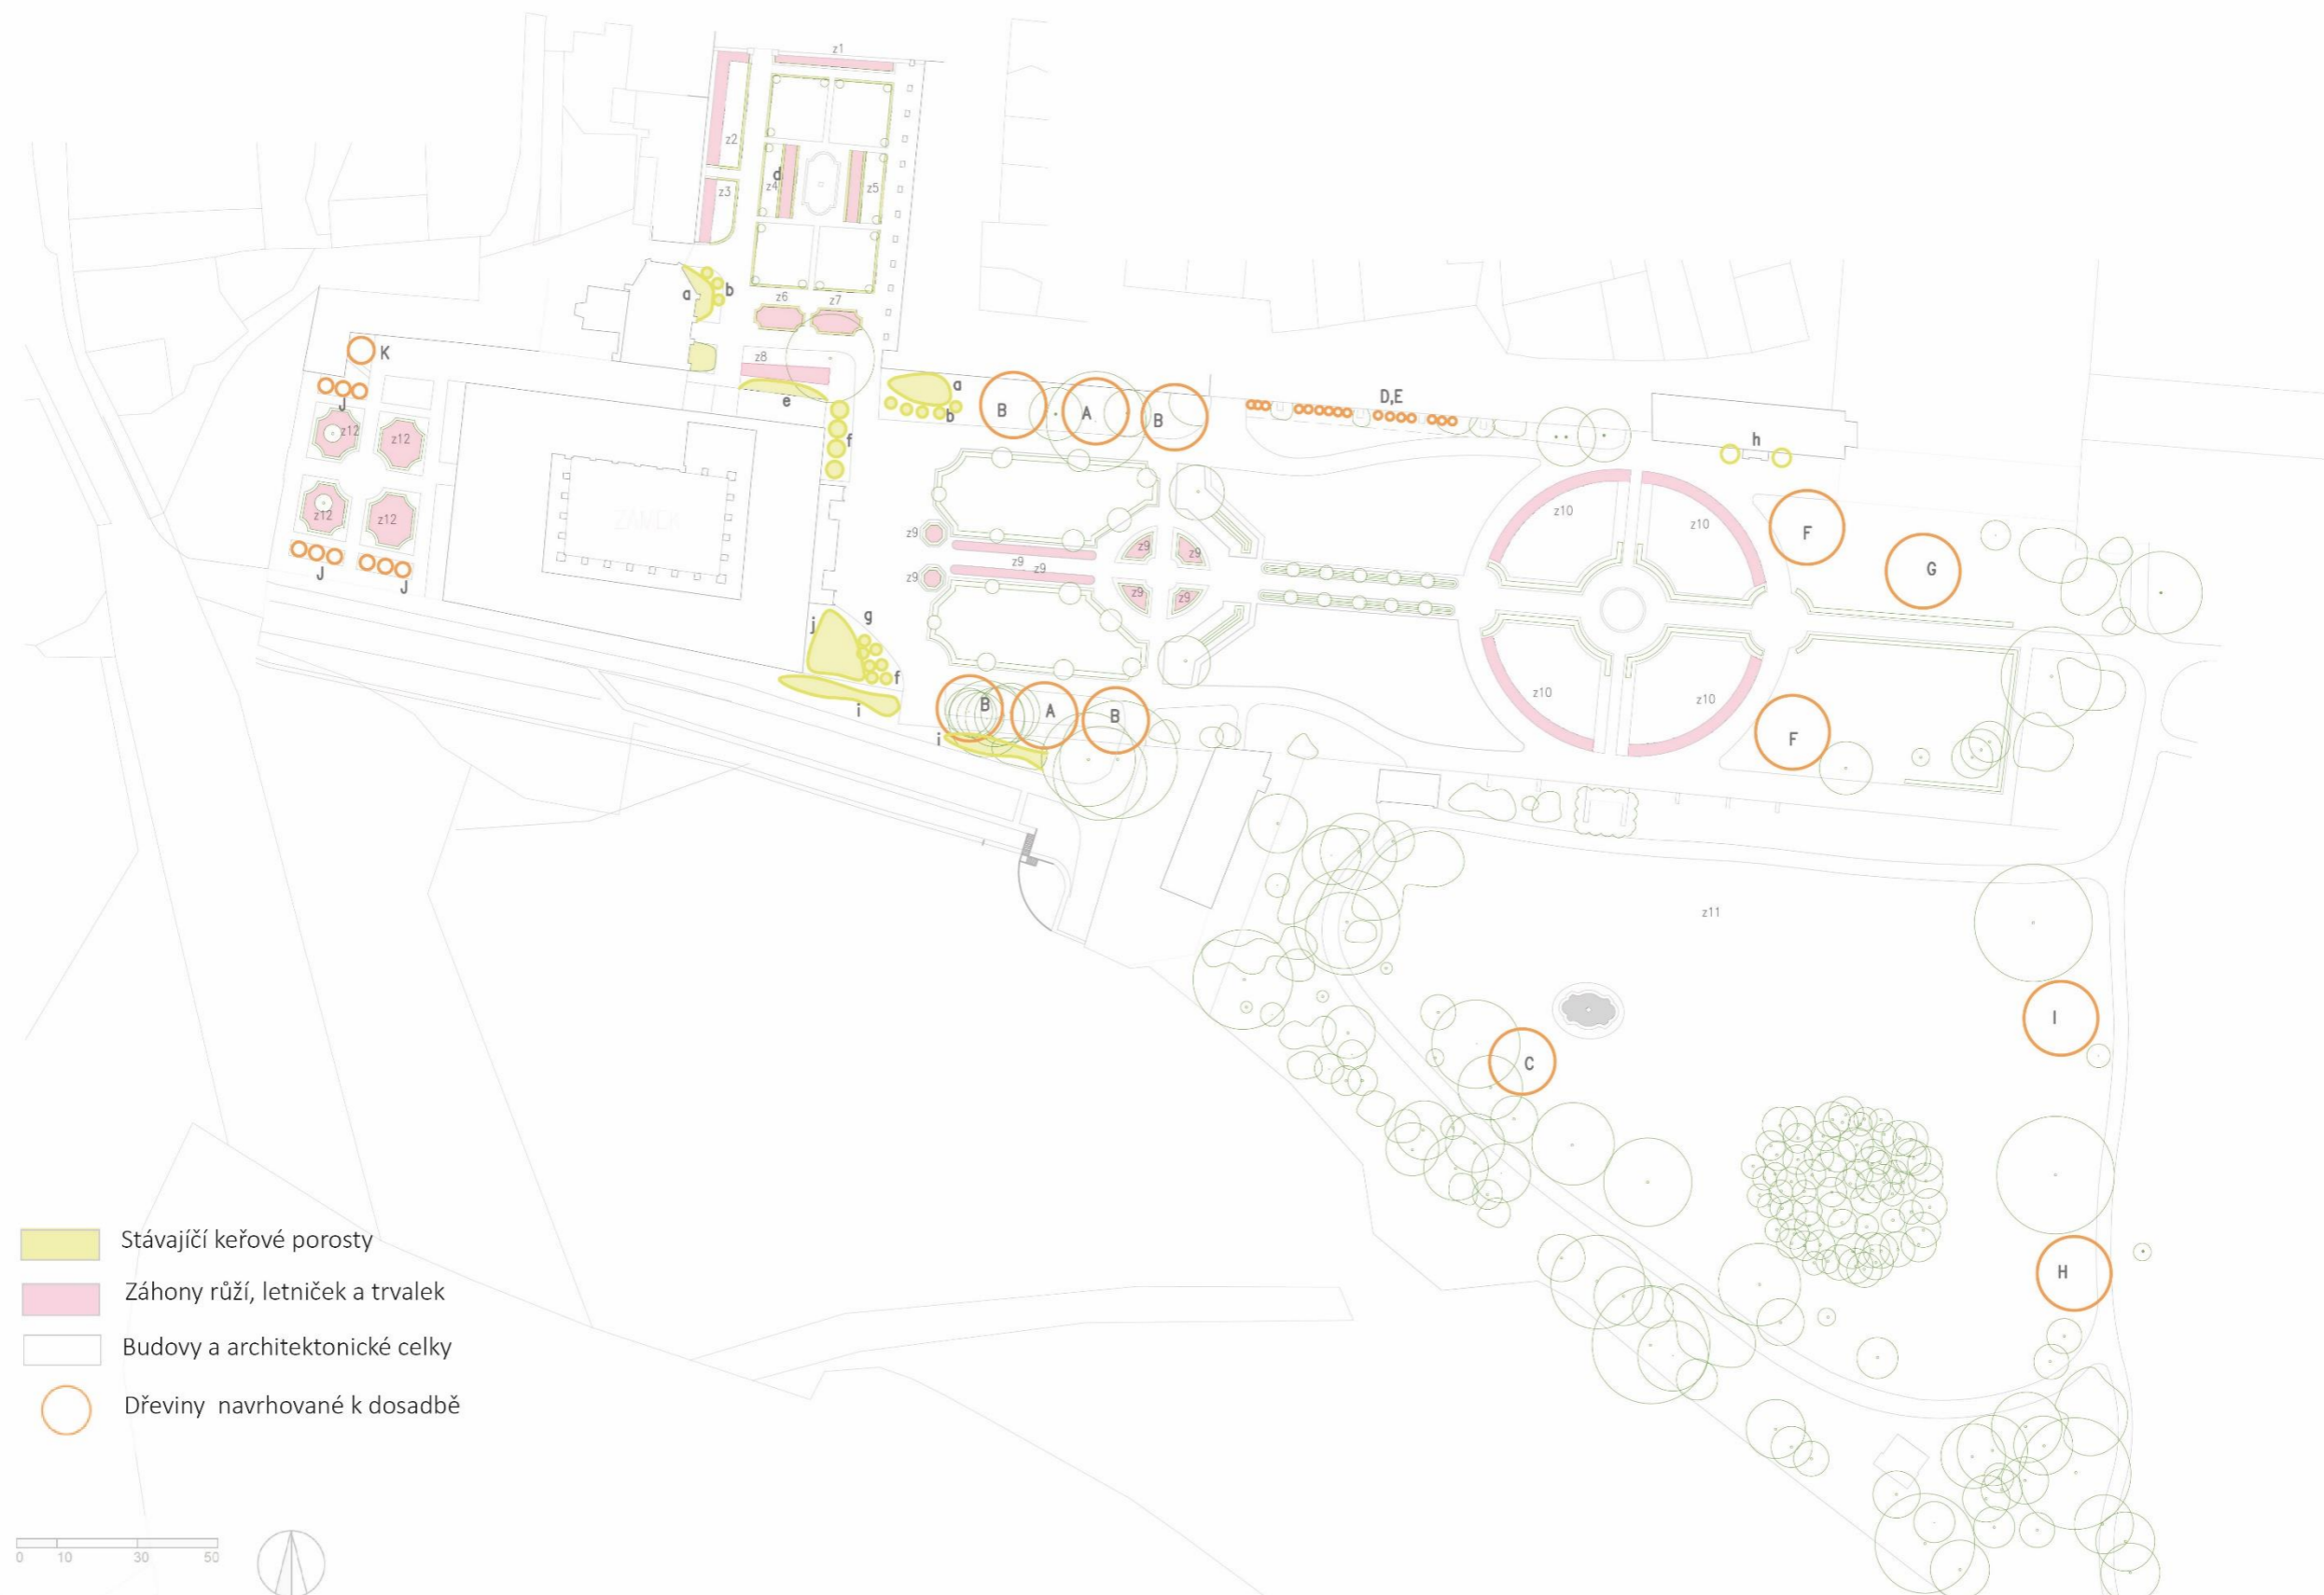 z1
z2
d
z4
z5
z3
a
b
z6
z7
z8
e
K
J
a
b
B
A
B
D,E
f
h
z12
z12
z12
z12
J
J
ZÁMEK
z9
z9
z9
z9
z9
z9
z9
z9
z10
z10
z10
z10
F
G
F
j
g
f
i
i
B
A
B
z11
C
I
H
Stávajíčí keřové porosty
Záhony růží, letniček a trvalek
Budovy a architektonické celky
Dřeviny navrhované k dosadbě
0 10 30 50